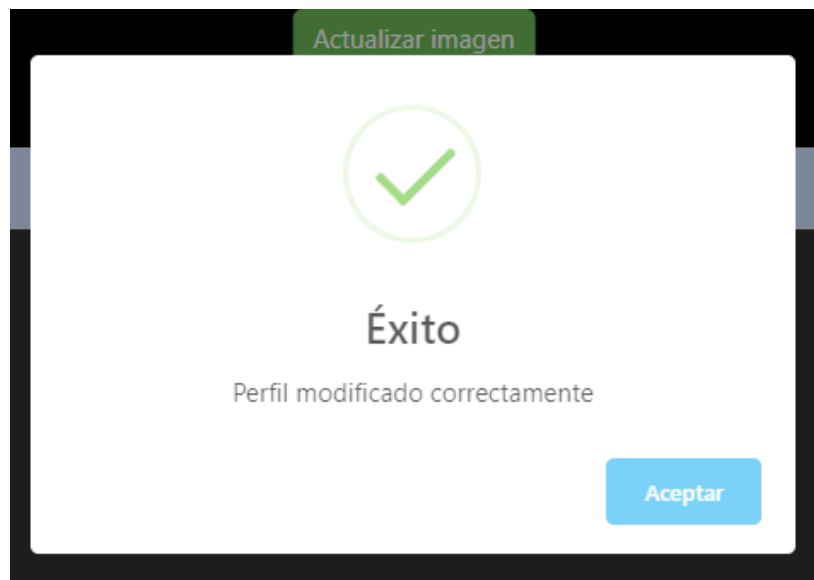 Actualizar imagen
Éxito
Perfil modificado correctamente
Aceptar